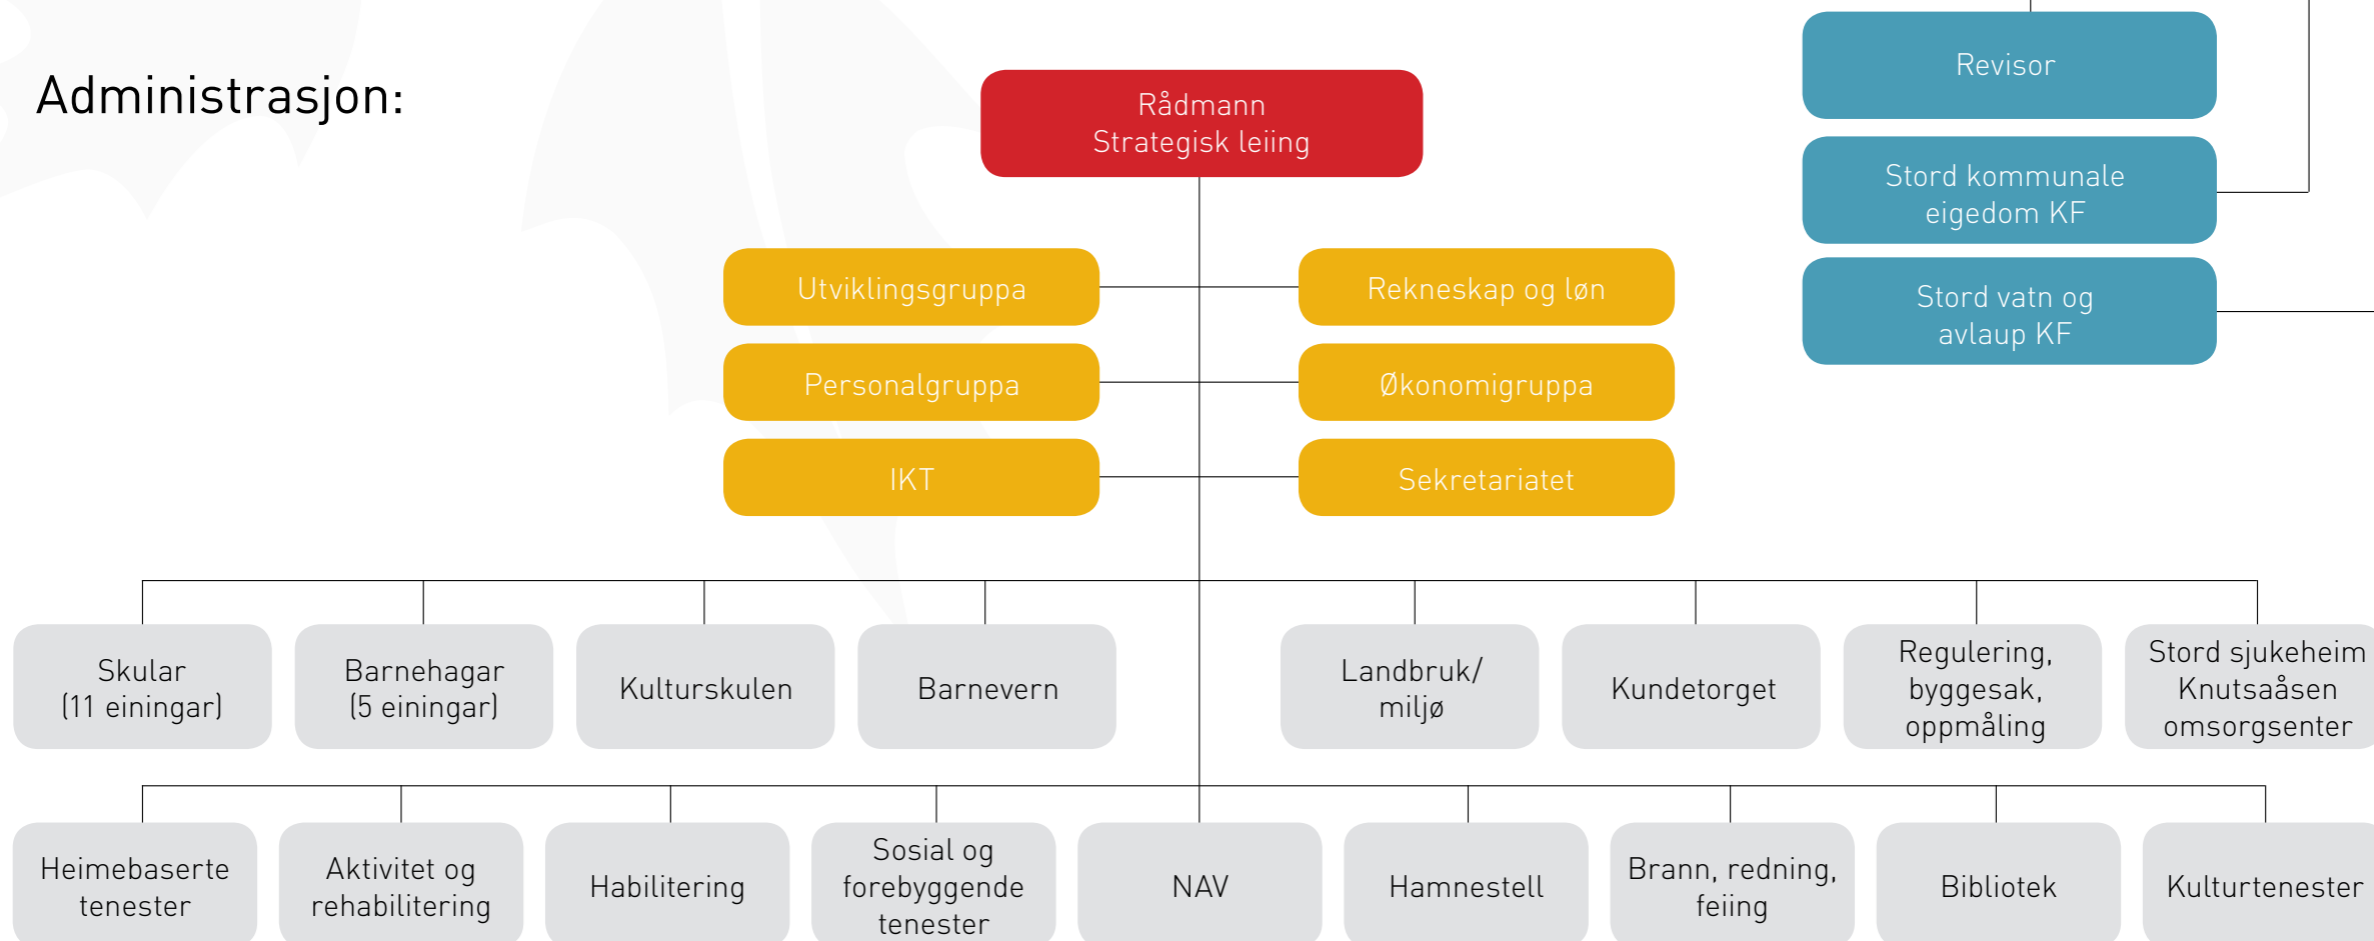 Administrasjon:
Rådmann
Strategisk leiing
Revisor
Stord kommunale
eigedom KF
Stord vatn og
avlaup KF
Utviklingsgruppa
Rekneskap og løn
Personalgruppa
Økonomigruppa
IKT
Sekretariatet
Skular
(11 einingar)
Barnehagar
(5 einingar)
Kulturskulen
Barnevern
Landbruk/
miljø
Kundetorget
Regulering,
byggesak,
oppmåling
Stord sjukeheim
Knutsaåsen
omsorgsenter
Heimebaserte
tenester
Aktivitet og
rehabilitering
Habilitering
Sosial og
forebyggende
tenester
NAV
Hamnestell
Brann, redning,
feiing
Bibliotek
Kulturtenester